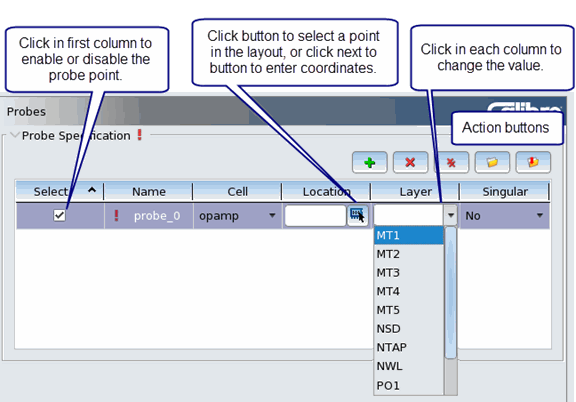 Click in first column to
enable or disable the
probe point.
Click button to select a point
in the layout, or click next to
button to enter coordinates.
Click in each column to
change the value.
Probes
Action buttons
Probe Specification !
Select Name Cell Location Layer Singular
! probe_0 opamp No
MT1
MT2
MT3
MT4
MT5
NSD
NTAP
NWL
PO1